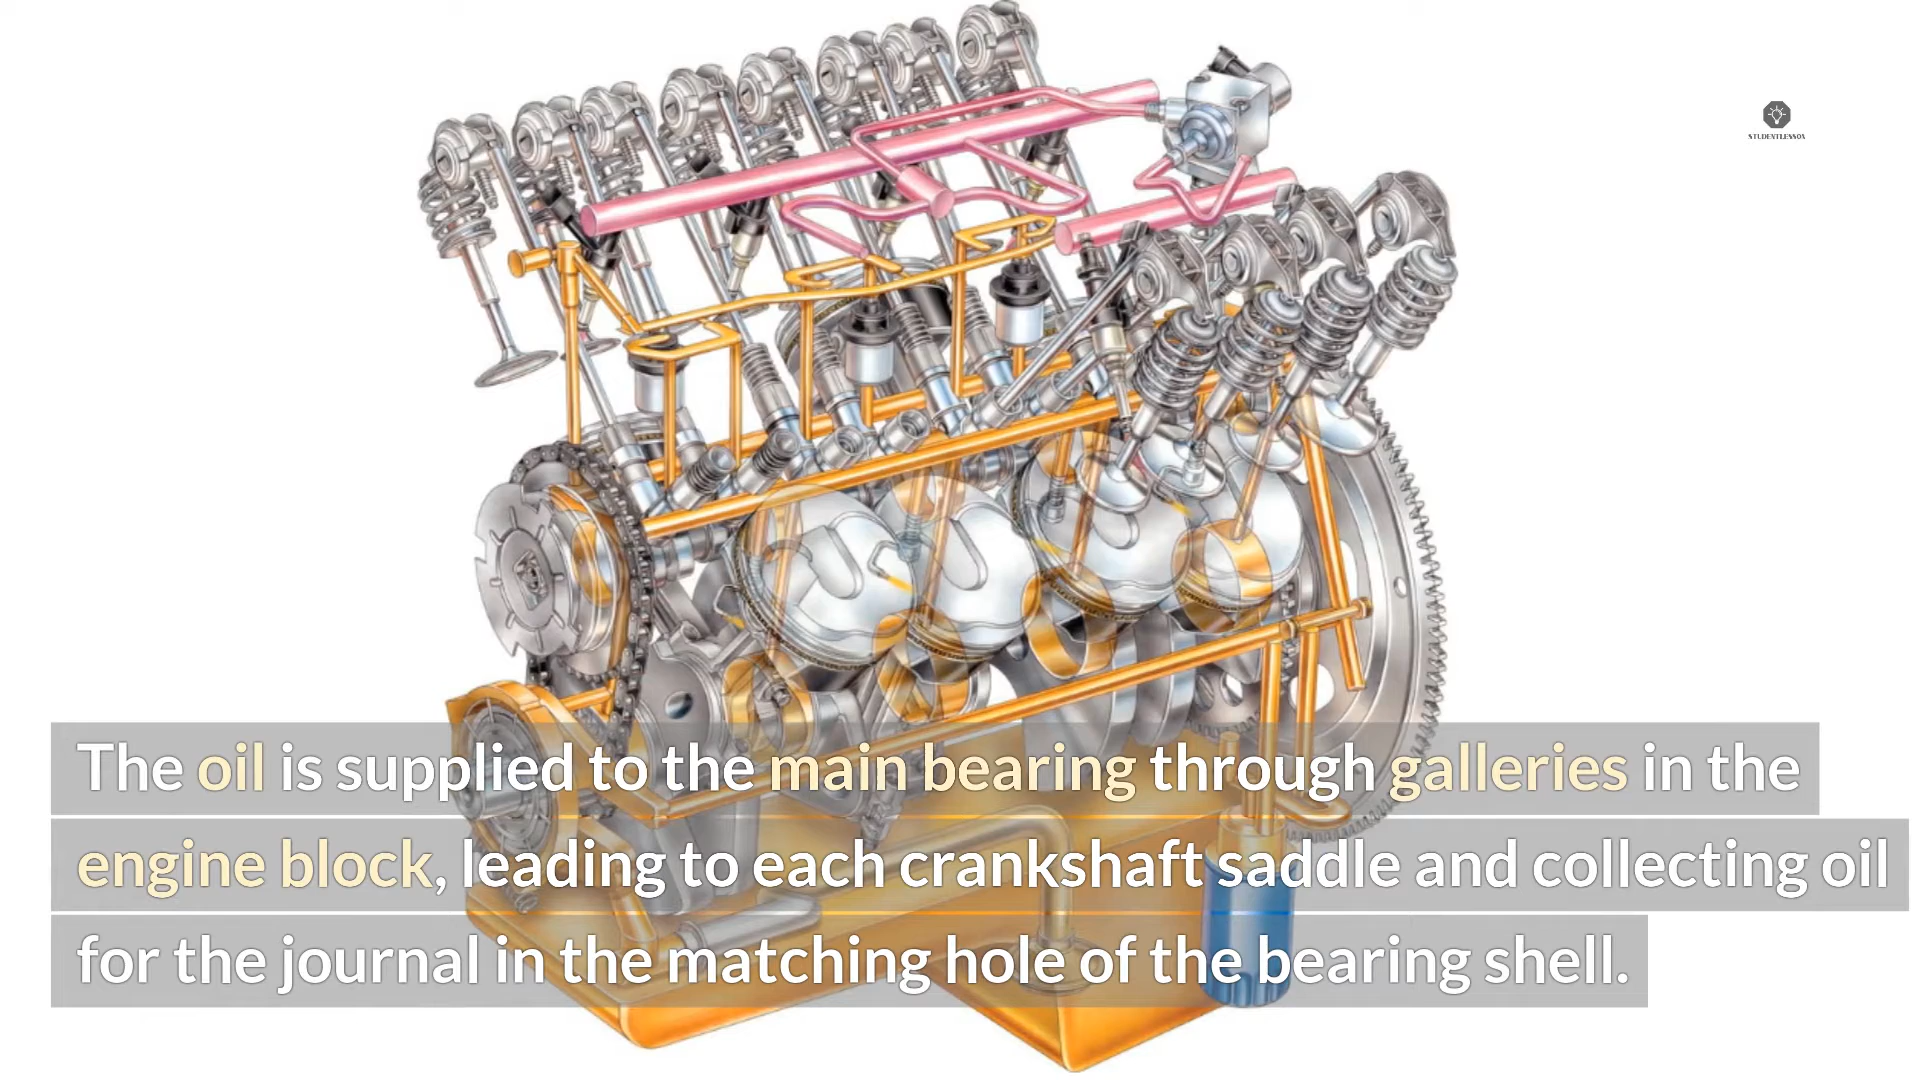 STUDENTLESSON
The oil is supplied to the main bearing through galleries in the
engine block, leading to each crankshaft saddle and collecting oil
for the journal in the matching hole of the bearing shell.